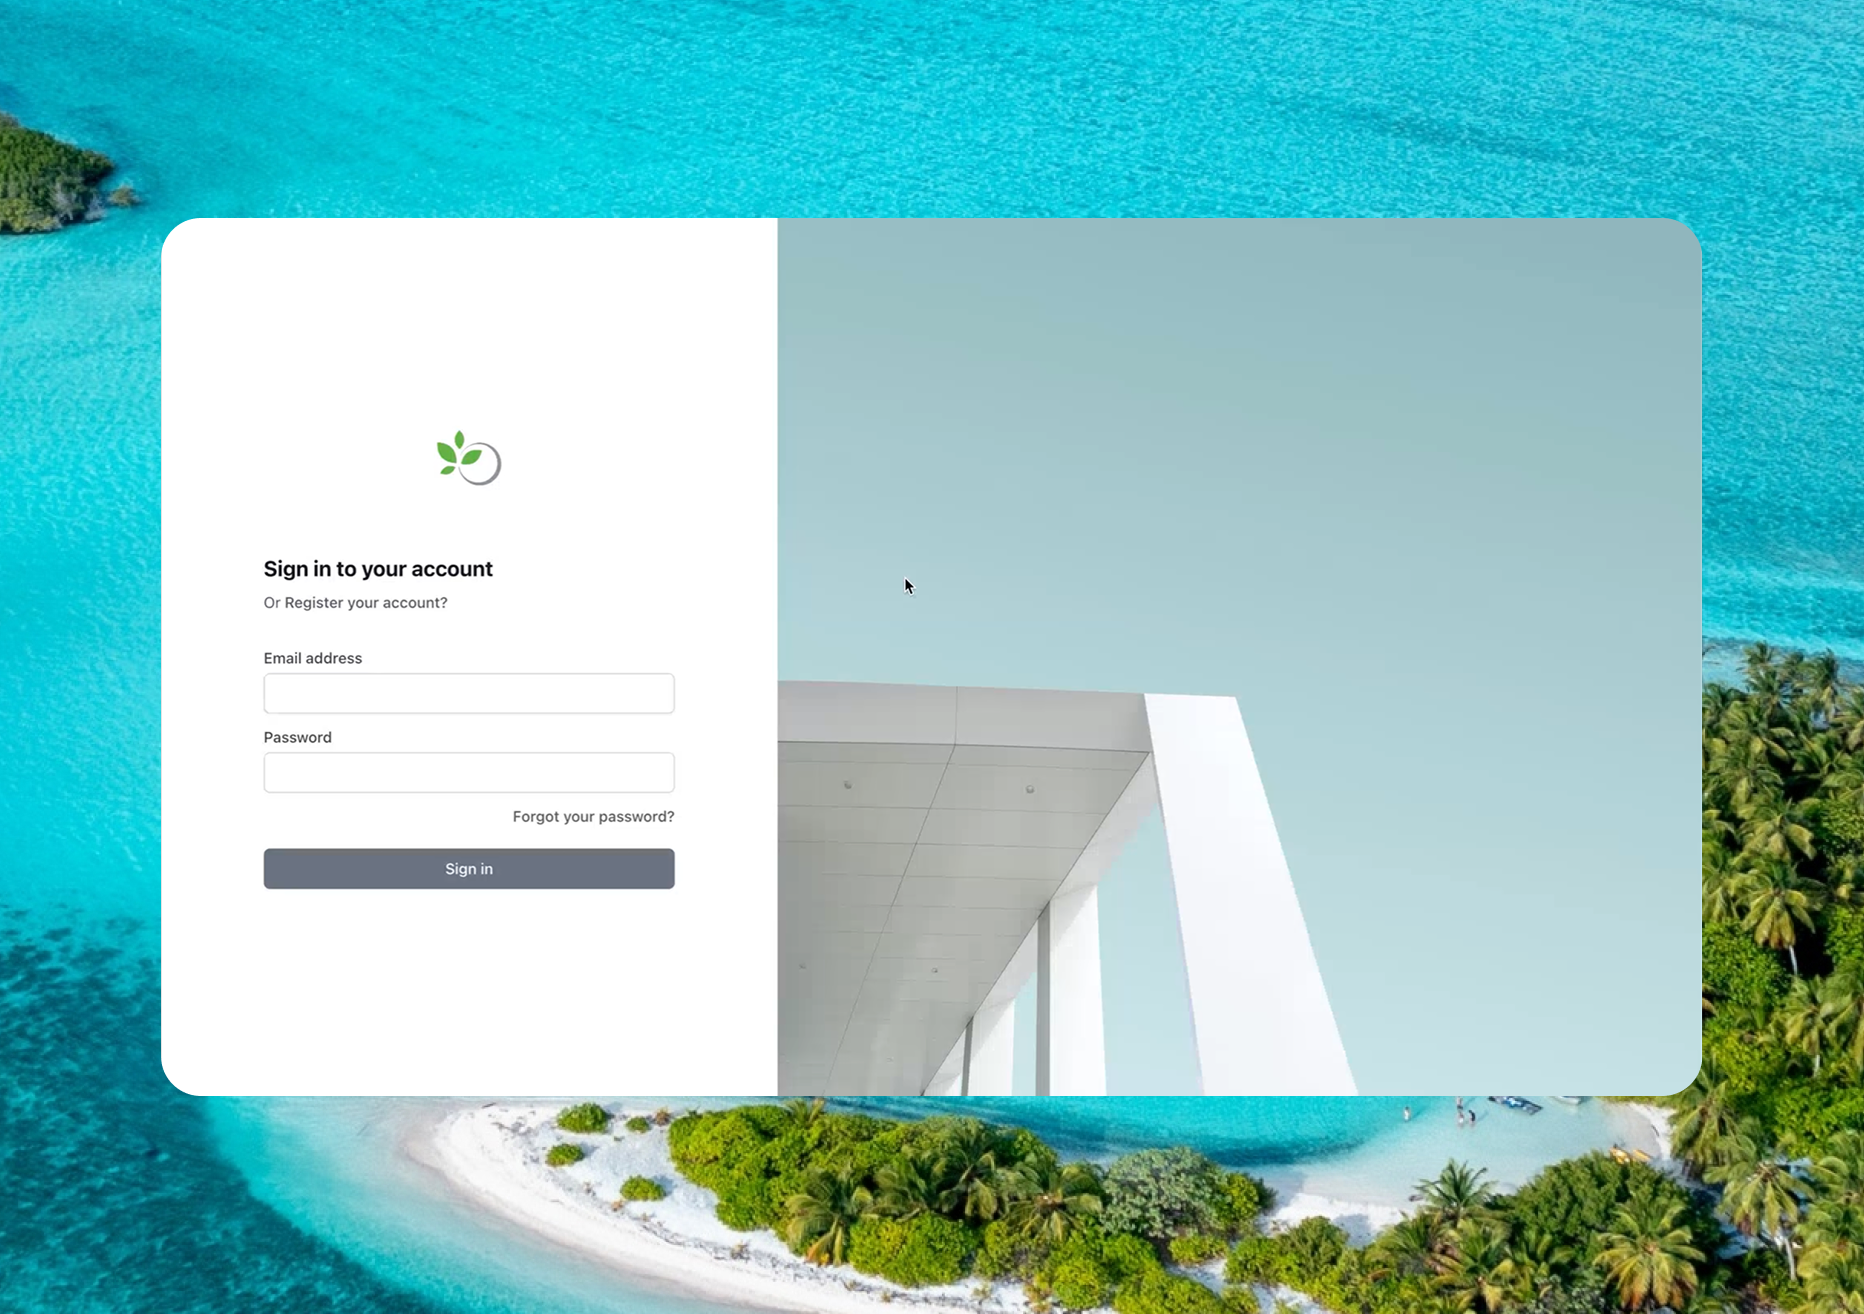 Sign in to your account
Or Register your account?
Email address
Password
Forgot your password?
Sign in